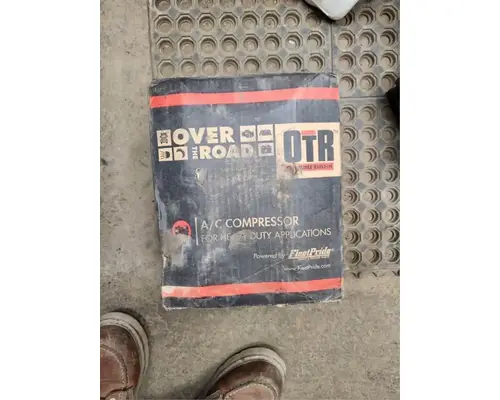 OVER
THE
ROAD
OTR
A/C COMPRESSOR
FOR HEAVY DUTY APPLICATIONS
Powered by FleetPride
www.FleetPride.com